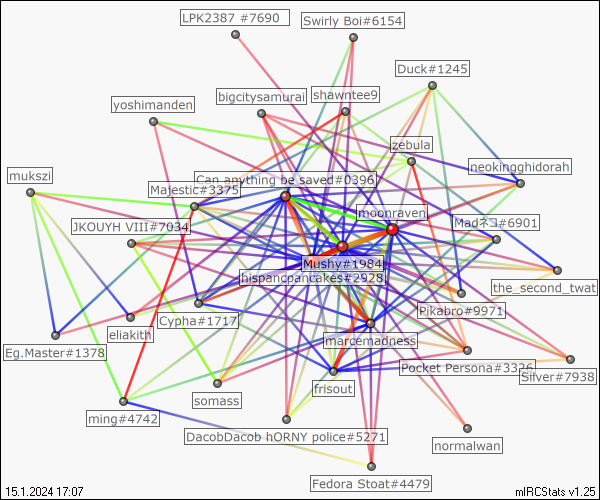 LPK2387 #7690
Swirly Boi#6154
Duck#1245
bigcitysamurai
shawntee9
yoshimanden
zebula
neokingghidorah
mukszi
Can anything be saved#0396
Majestic#3375
moonraven
JKOUYH VIII#7034
Madネコ#6901
Mushy#1984
hispancpancakes#2928
the_second_twat
Pikabro#9971
Cypha#1717
eliakith
marcemadness
Eg.Master#1378
Pocket Persona#3326
Silver#7938
frisout
somass
ming#4742
DacobDacob hORNY police#5271
normalwan
Fedora Stoat#4479
15.1.2024 17:07
mIRCStats v1.25